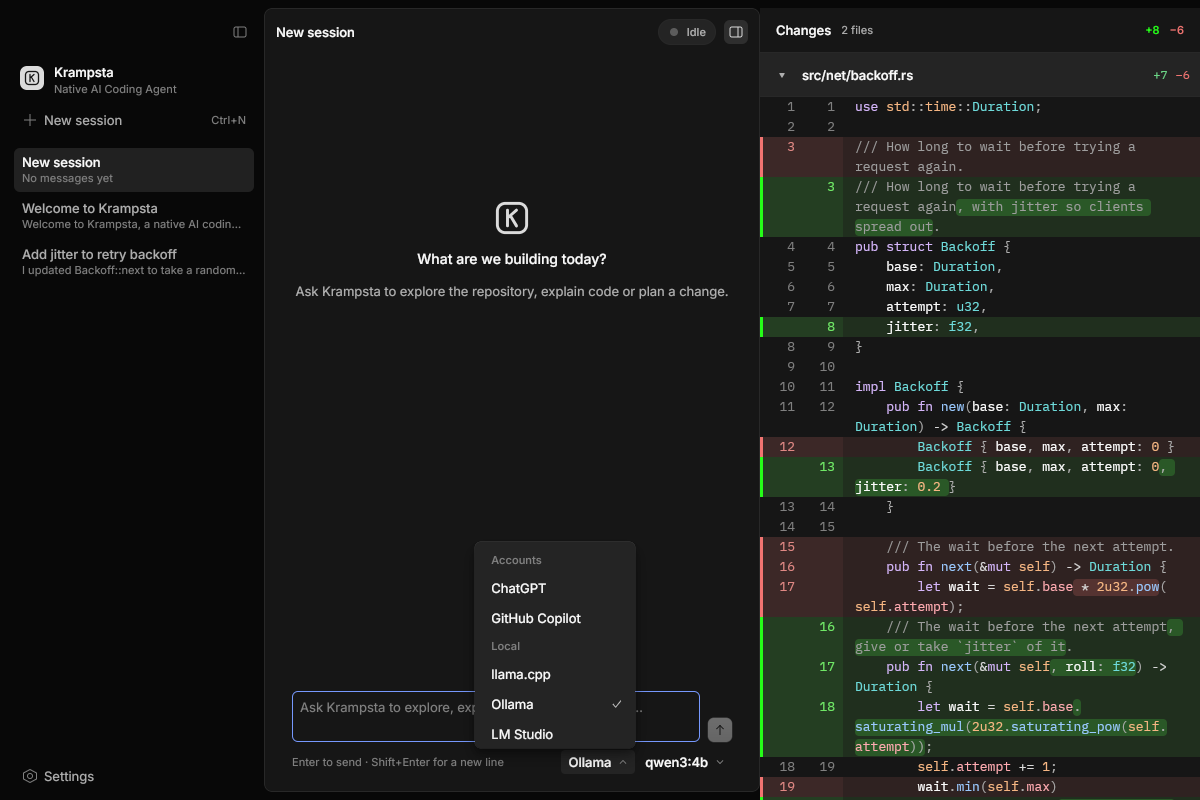 Krampsta
Native AI Coding Agent
New session
Ctrl+N
New session
No messages yet
Welcome to Krampsta
Welcome to Krampsta, a native AI codin...
Add jitter to retry backoff
I updated Backoff::next to take a random...
Settings
New session
Idle
K
What are we building today?
Ask Krampsta to explore the repository, explain code or plan a change.
Accounts
ChatGPT
GitHub Copilot
Local
llama.cpp
Ollama
LM Studio
Ask Krampsta to explore, exp
Enter to send · Shift+Enter for a new line
Ollama
qwen3:4b
Changes 2 files +8 −6
src/net/backoff.rs +7 −6
1 1 use std::time::Duration;
2 2
3 /// How long to wait before trying a
request again.
3 /// How long to wait before trying a
request again, with jitter so clients
spread out.
4 4 pub struct Backoff {
5 5 base: Duration,
6 6 max: Duration,
7 7 attempt: u32,
8 jitter: f32,
8 9 }
9 10
10 11 impl Backoff {
11 12 pub fn new(base: Duration, max:
Duration) -> Backoff {
12 Backoff { base, max, attempt: 0 }
13 Backoff { base, max, attempt: 0,
jitter: 0.2 }
13 14 }
14 15
15 /// The wait before the next attempt.
16 pub fn next(&mut self) -> Duration {
17 let wait = self.base * 2u32.pow(
self.attempt);
16 /// The wait before the next attempt,
give or take `jitter` of it.
17 pub fn next(&mut self, roll: f32) ->
Duration {
18 let wait = self.base.
saturating_mul(2u32.saturating_pow(self.
attempt));
18 19 self.attempt += 1;
19 wait.min(self.max)